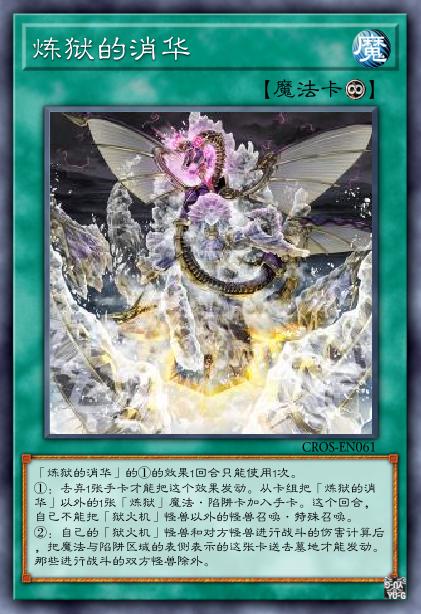 炼狱的消华
魔
【魔法卡∞】
CROS-EN061
「炼狱的消华」的①的效果1回合只能使用1次。
①：去弃1张手卡才能把这个效果发动。从卡组把「炼狱的消
华」以外的1张「炼狱」魔法·陷阱卡加入手卡。这个回合，
自己不能把「狱火机」怪兽以外的怪兽召唤·特殊召唤。
②：自己的「狱火机」怪兽和对方怪兽进行战斗的伤害计算后
，把魔法与陷阱区域的表侧表示的这张卡送去墓地才能发动。
那些进行战斗的双方怪兽除外。